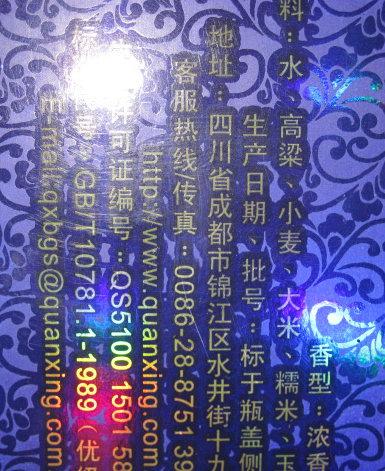 香型：浓香
料：水、高粱、小麦、大米、糯米、玉
生产日期、批号：标于瓶盖侧
地址：四川省成都市锦江区水井街十九
客服热线/传真：0086-28-8751 39
http://www.quanxing.com
许可证编号：QS5100 1501 58
号：GB/T10781.1-1989（优级
e-mail:qxbgs@quanxing.com